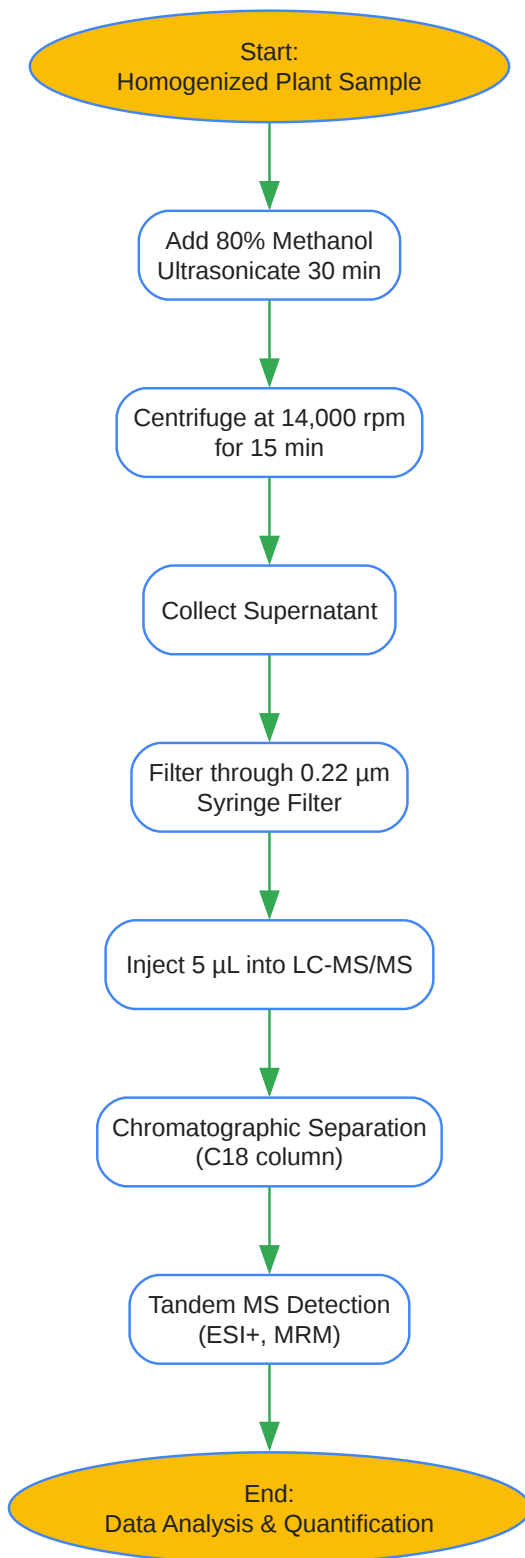 Start:
Homogenized Plant Sample
Add 80% Methanol
Ultrasonicate 30 min
Centrifuge at 14,000 rpm
for 15 min
Collect Supernatant
Filter through 0.22 µm
Syringe Filter
Inject 5 µL into LC-MS/MS
Chromatographic Separation
(C18 column)
Tandem MS Detection
(ESI+, MRM)
End:
Data Analysis & Quantification